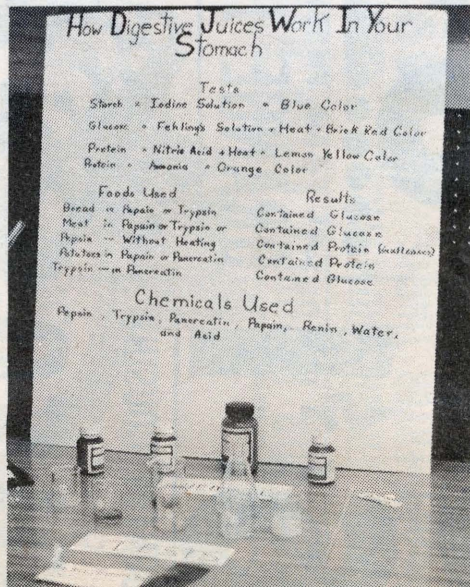 How Digestive Juices Work In Your
Stomach
Tests
Starch + Iodine Solution = Blue Color
Glucose + Fehling's Solution + Heat = Brick Red Color
Protein + Nitric Acid + Heat = Lemon Yellow Color
Protein + Ammonia = Orange Color
Foods Used
Bread in Papain or Trypsin
Meat in Papain or Trypsin or
Pepsin -- Without Heating
Potatoes in Papain or Pancreatin
Trypsin -- in Pancreatin
Results
Contained Glucose
Contained Glucose
Contained Protein
Contained Protein
Contained Glucose
Chemicals Used
Pepsin, Trypsin, Pancreatin, Papain, Renin, Water,
and Acid
TESTS